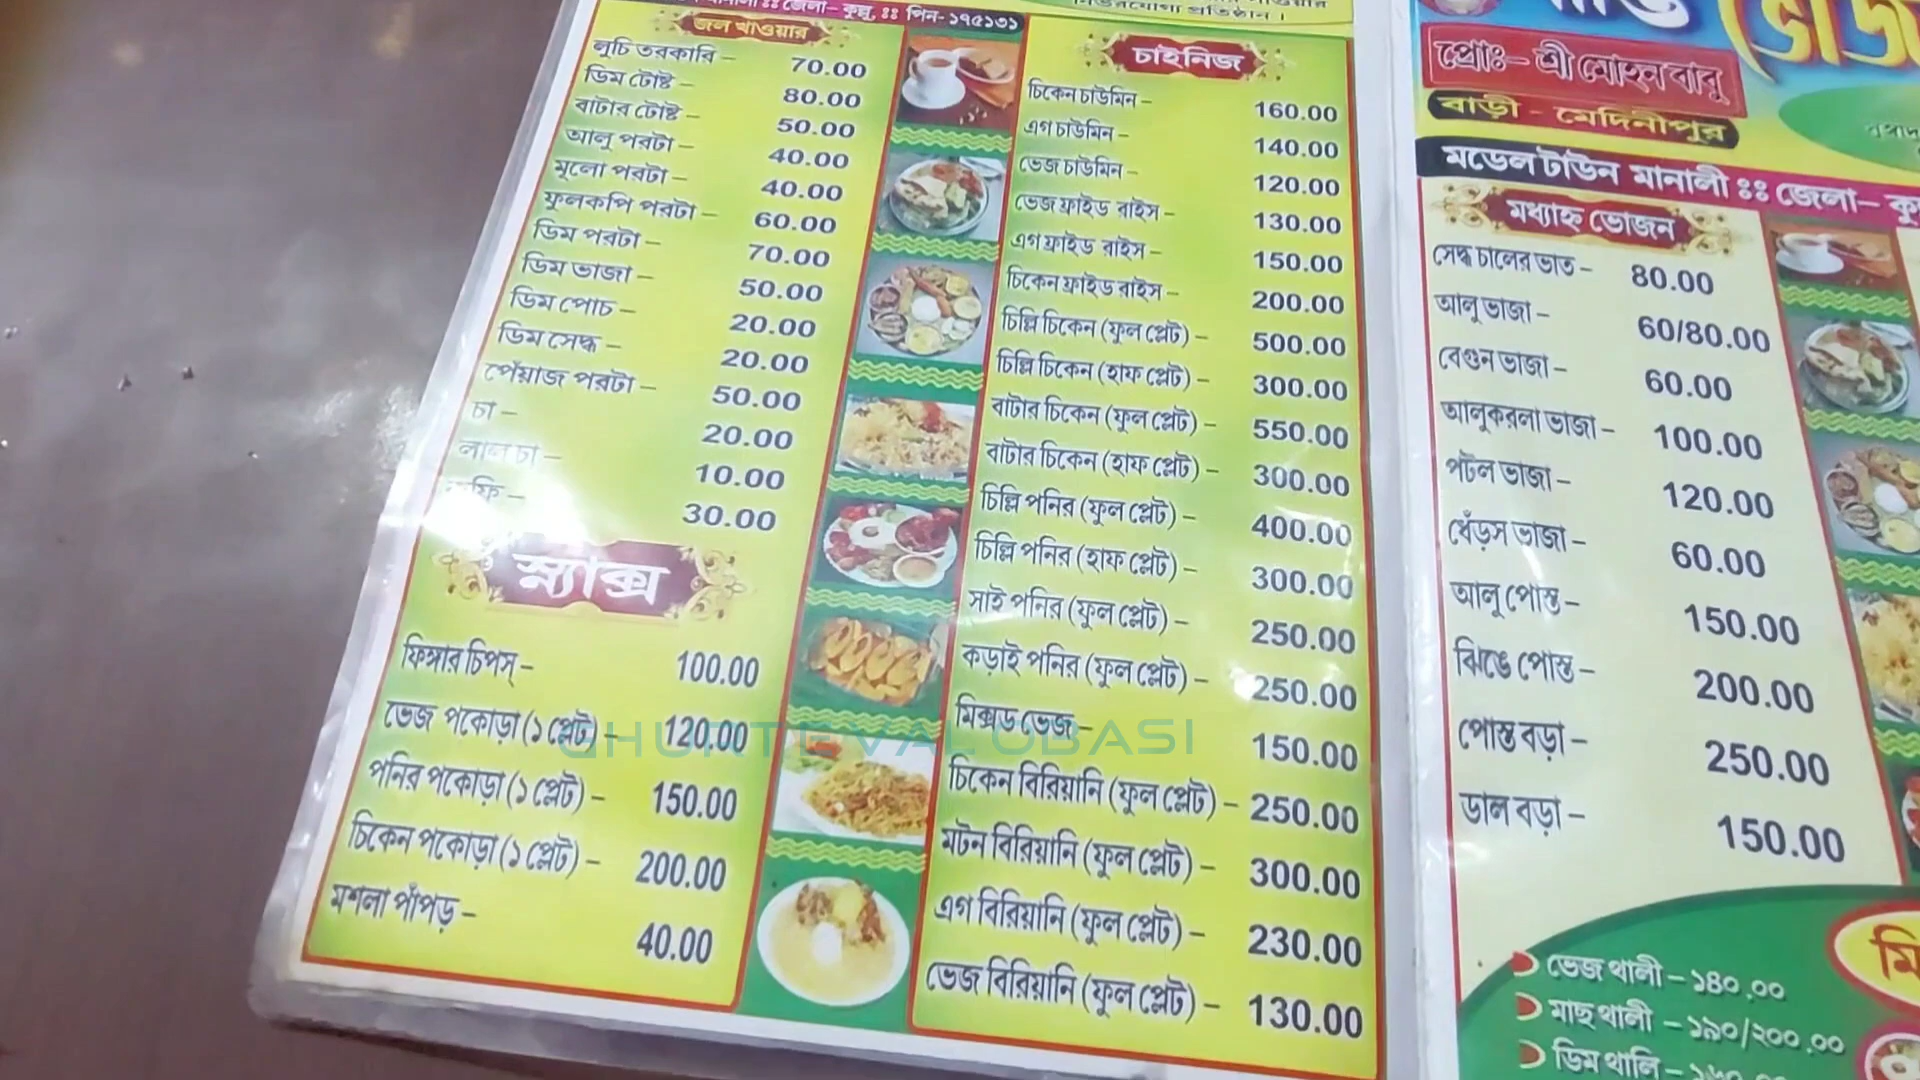 জেলা– কুল্লু, ঃঃ পিন- ১৭৫১৩১
জল খাওয়ার
লুচি তরকারি – 70.00
ডিম টোষ্ট – 80.00
বাটার টোষ্ট – 50.00
আলু পরটা – 40.00
মূলো পরটা – 40.00
ফুলকপি পরটা – 60.00
ডিম পরটা – 70.00
ডিম ভাজা – 50.00
ডিম পোচ – 20.00
ডিম সেদ্ধ – 20.00
পেঁয়াজ পরটা – 50.00
চা – 20.00
লাল চা – 10.00
ফি – 30.00
স্ন্যাক্স
ফিঙ্গার চিপস্ – 100.00
ভেজ পকোড়া (১ প্লেট) – 120.00
পনির পকোড়া (১ প্লেট) – 150.00
চিকেন পকোড়া (১ প্লেট) – 200.00
মশলা পাঁপড় – 40.00
প্রতিষ্ঠান।
চাইনিজ
চিকেন চাউমিন – 160.00
এগ চাউমিন – 140.00
ভেজ চাউমিন – 120.00
ভেজ ফ্রাইড রাইস – 130.00
এগ ফ্রাইড রাইস – 150.00
চিকেন ফ্রাইড রাইস – 200.00
চিল্লি চিকেন (ফুল প্লেট) – 500.00
চিল্লি চিকেন (হাফ প্লেট) – 300.00
বাটার চিকেন (ফুল প্লেট) – 550.00
বাটার চিকেন (হাফ প্লেট) – 300.00
চিল্লি পনির (ফুল প্লেট) – 400.00
চিল্লি পনির (হাফ প্লেট) – 300.00
সাই পনির (ফুল প্লেট) – 250.00
কড়াই পনির (ফুল প্লেট) – 250.00
মিক্সড ভেজ – 150.00
চিকেন বিরিয়ানি (ফুল প্লেট) – 250.00
মটন বিরিয়ানি (ফুল প্লেট) – 300.00
এগ বিরিয়ানি (ফুল প্লেট) – 230.00
ভেজ বিরিয়ানি (ফুল প্লেট) – 130.00
GHURTE VALOBASI
প্রোঃ– শ্রী মোহন বাবু
বাড়ী - মেদিনীপুর
মডেল টাউন মানালী ঃঃ জেলা– কু
মধ্যাহ্ন ভোজন
সেদ্ধ চালের ভাত – 80.00
আলু ভাজা – 60/80.00
বেগুন ভাজা – 60.00
আলুকরলা ভাজা – 100.00
পটল ভাজা – 120.00
ঢেঁড়স ভাজা – 60.00
আলু পোস্ত – 150.00
ঝিঙে পোস্ত – 200.00
পোস্ত বড়া – 250.00
ডাল বড়া – 150.00
মি
ভেজ থালী – ১৪০.০০
মাছ থালী – ১৯০/২০০.০০
ডিম থালি –